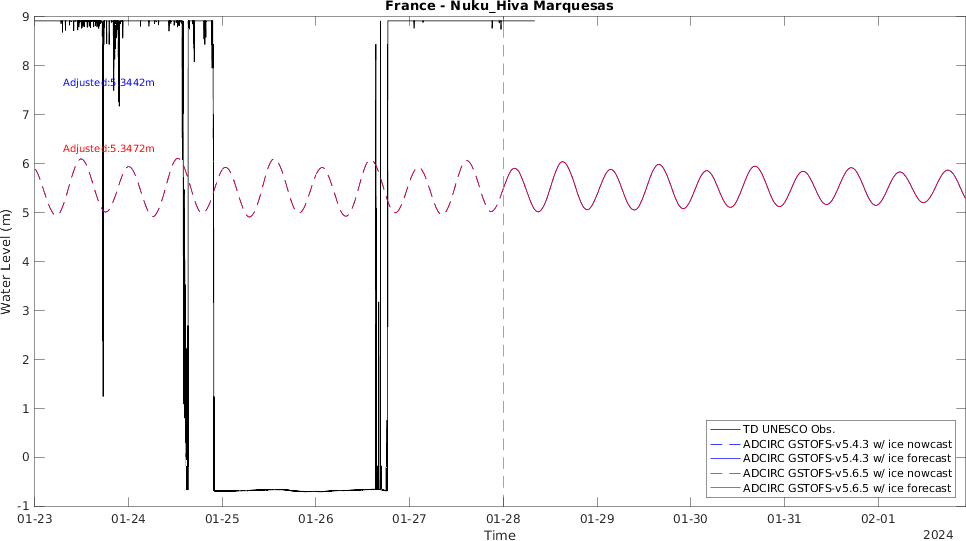 France - Nuku_Hiva Marquesas
9
8
7
6
5
4
3
2
1
0
-1
Water Level (m)
Adjusted:5.3442m
Adjusted:5.3472m
TD UNESCO Obs.
ADCIRC GSTOFS-v5.4.3 w/ ice nowcast
ADCIRC GSTOFS-v5.4.3 w/ ice forecast
ADCIRC GSTOFS-v5.6.5 w/ ice nowcast
ADCIRC GSTOFS-v5.6.5 w/ ice forecast
01-23 01-24 01-25 01-26 01-27 01-28 01-29 01-30 01-31 02-01
Time
2024